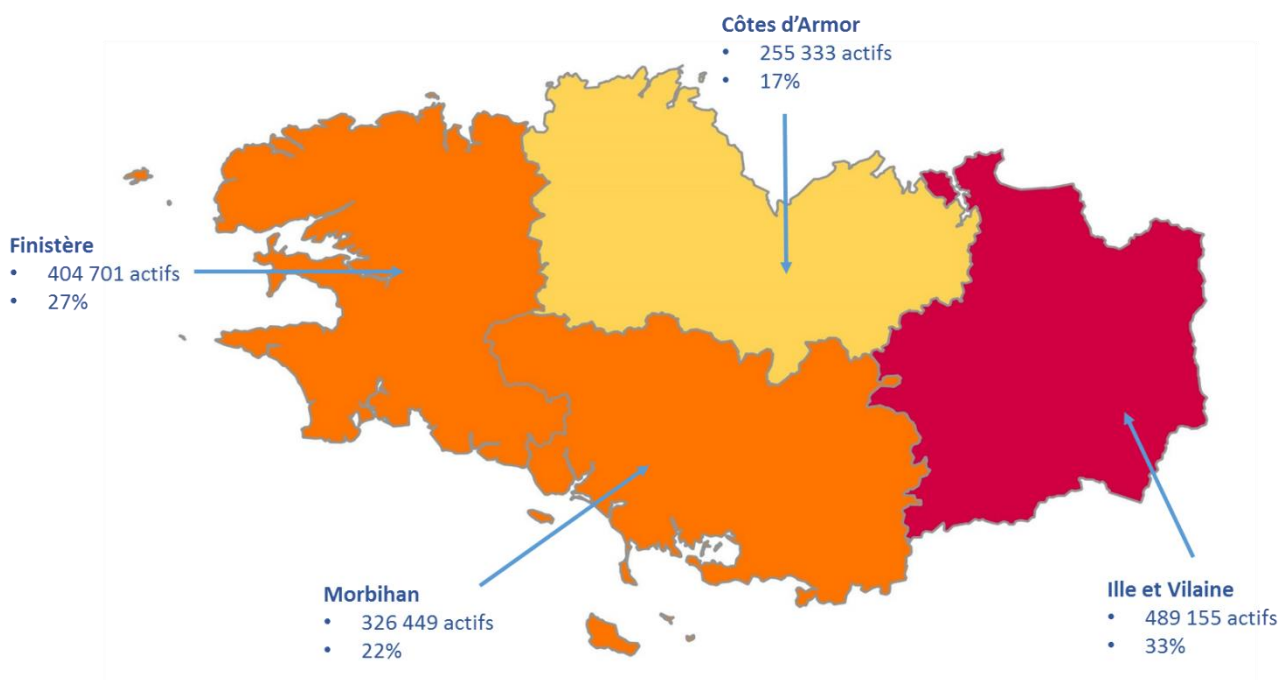 Côtes d'Armor
• 255 333 actifs
• 17%
Finistère
• 404 701 actifs
• 27%
Morbihan
• 326 449 actifs
• 22%
Ille et Vilaine
• 489 155 actifs
• 33%